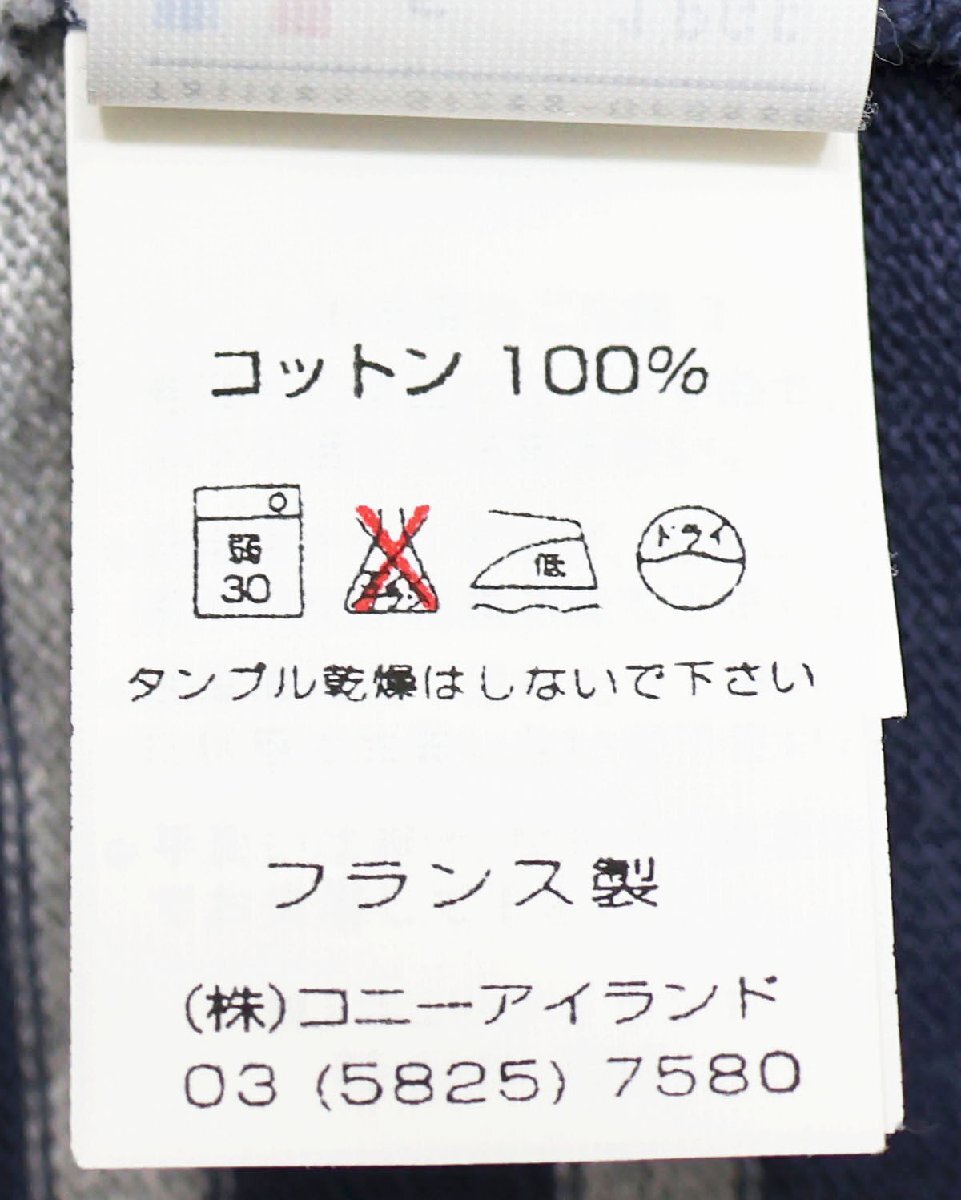 コットン 100%
弱
30
低
ドライ
タンブル乾燥はしないで下さい
フランス製
(株)コニーアイランド
03 (5825) 7580